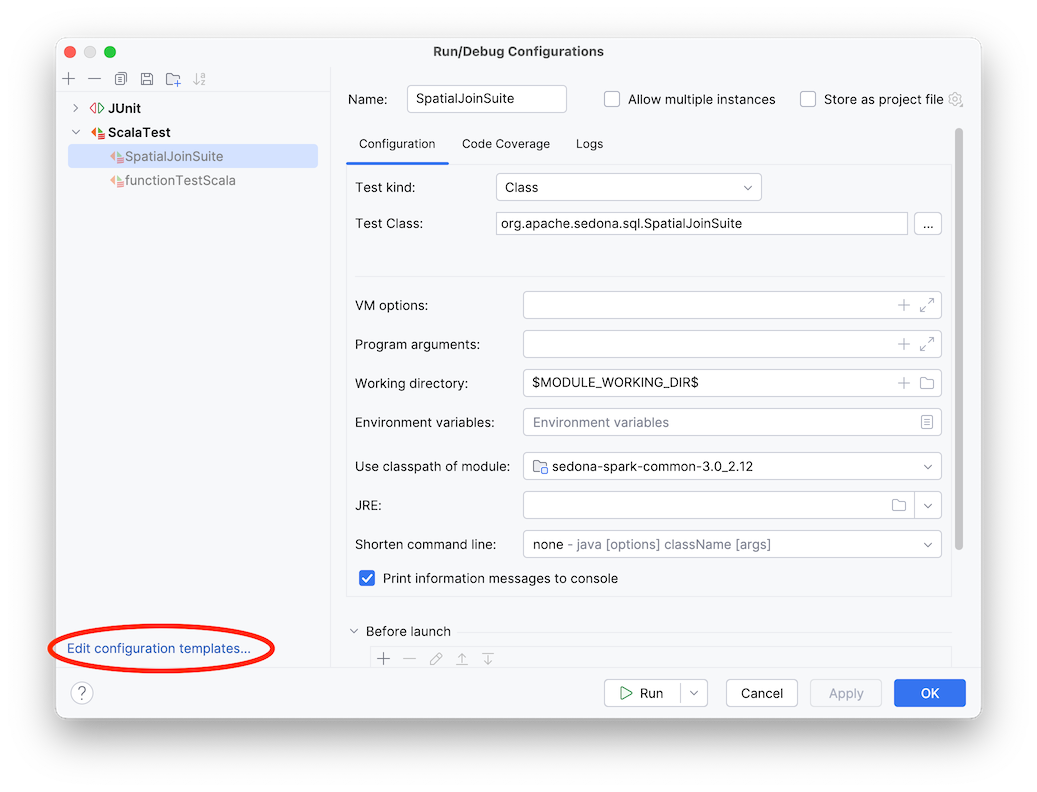 Run/Debug Configurations
JUnit
ScalaTest
SpatialJoinSuite
functionTestScala
Edit configuration templates...
?
Name: SpatialJoinSuite Allow multiple instances Store as project file
Configuration Code Coverage Logs
Test kind: Class
Test Class: org.apache.sedona.sql.SpatialJoinSuite ...
VM options:
Program arguments:
Working directory: $MODULE_WORKING_DIR$
Environment variables: Environment variables
Use classpath of module: sedona-spark-common-3.0_2.12
JRE:
Shorten command line: none - java [options] className [args]
Print information messages to console
Before launch
Run Cancel Apply OK